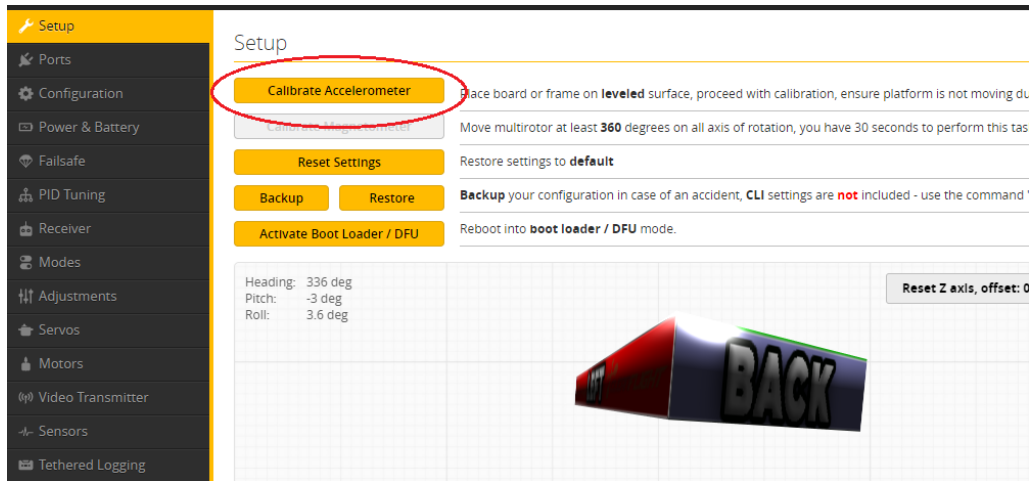 Setup
Ports
Configuration
Power & Battery
Failsafe
PID Tuning
Receiver
Modes
Adjustments
Servos
Motors
Video Transmitter
Sensors
Tethered Logging
Setup
Calibrate Accelerometer
Place board or frame on leveled surface, proceed with calibration, ensure platform is not moving du
Calibrate Magnetometer
Move multirotor at least 360 degrees on all axis of rotation, you have 30 seconds to perform this tas
Reset Settings
Restore settings to default
Backup Restore
Backup your configuration in case of an accident, CLI settings are not included - use the command '
Activate Boot Loader / DFU
Reboot into boot loader / DFU mode.
Heading: 336 deg
Pitch: -3 deg
Roll: 3.6 deg
Reset Z axis, offset: 0
LEFT
BACK